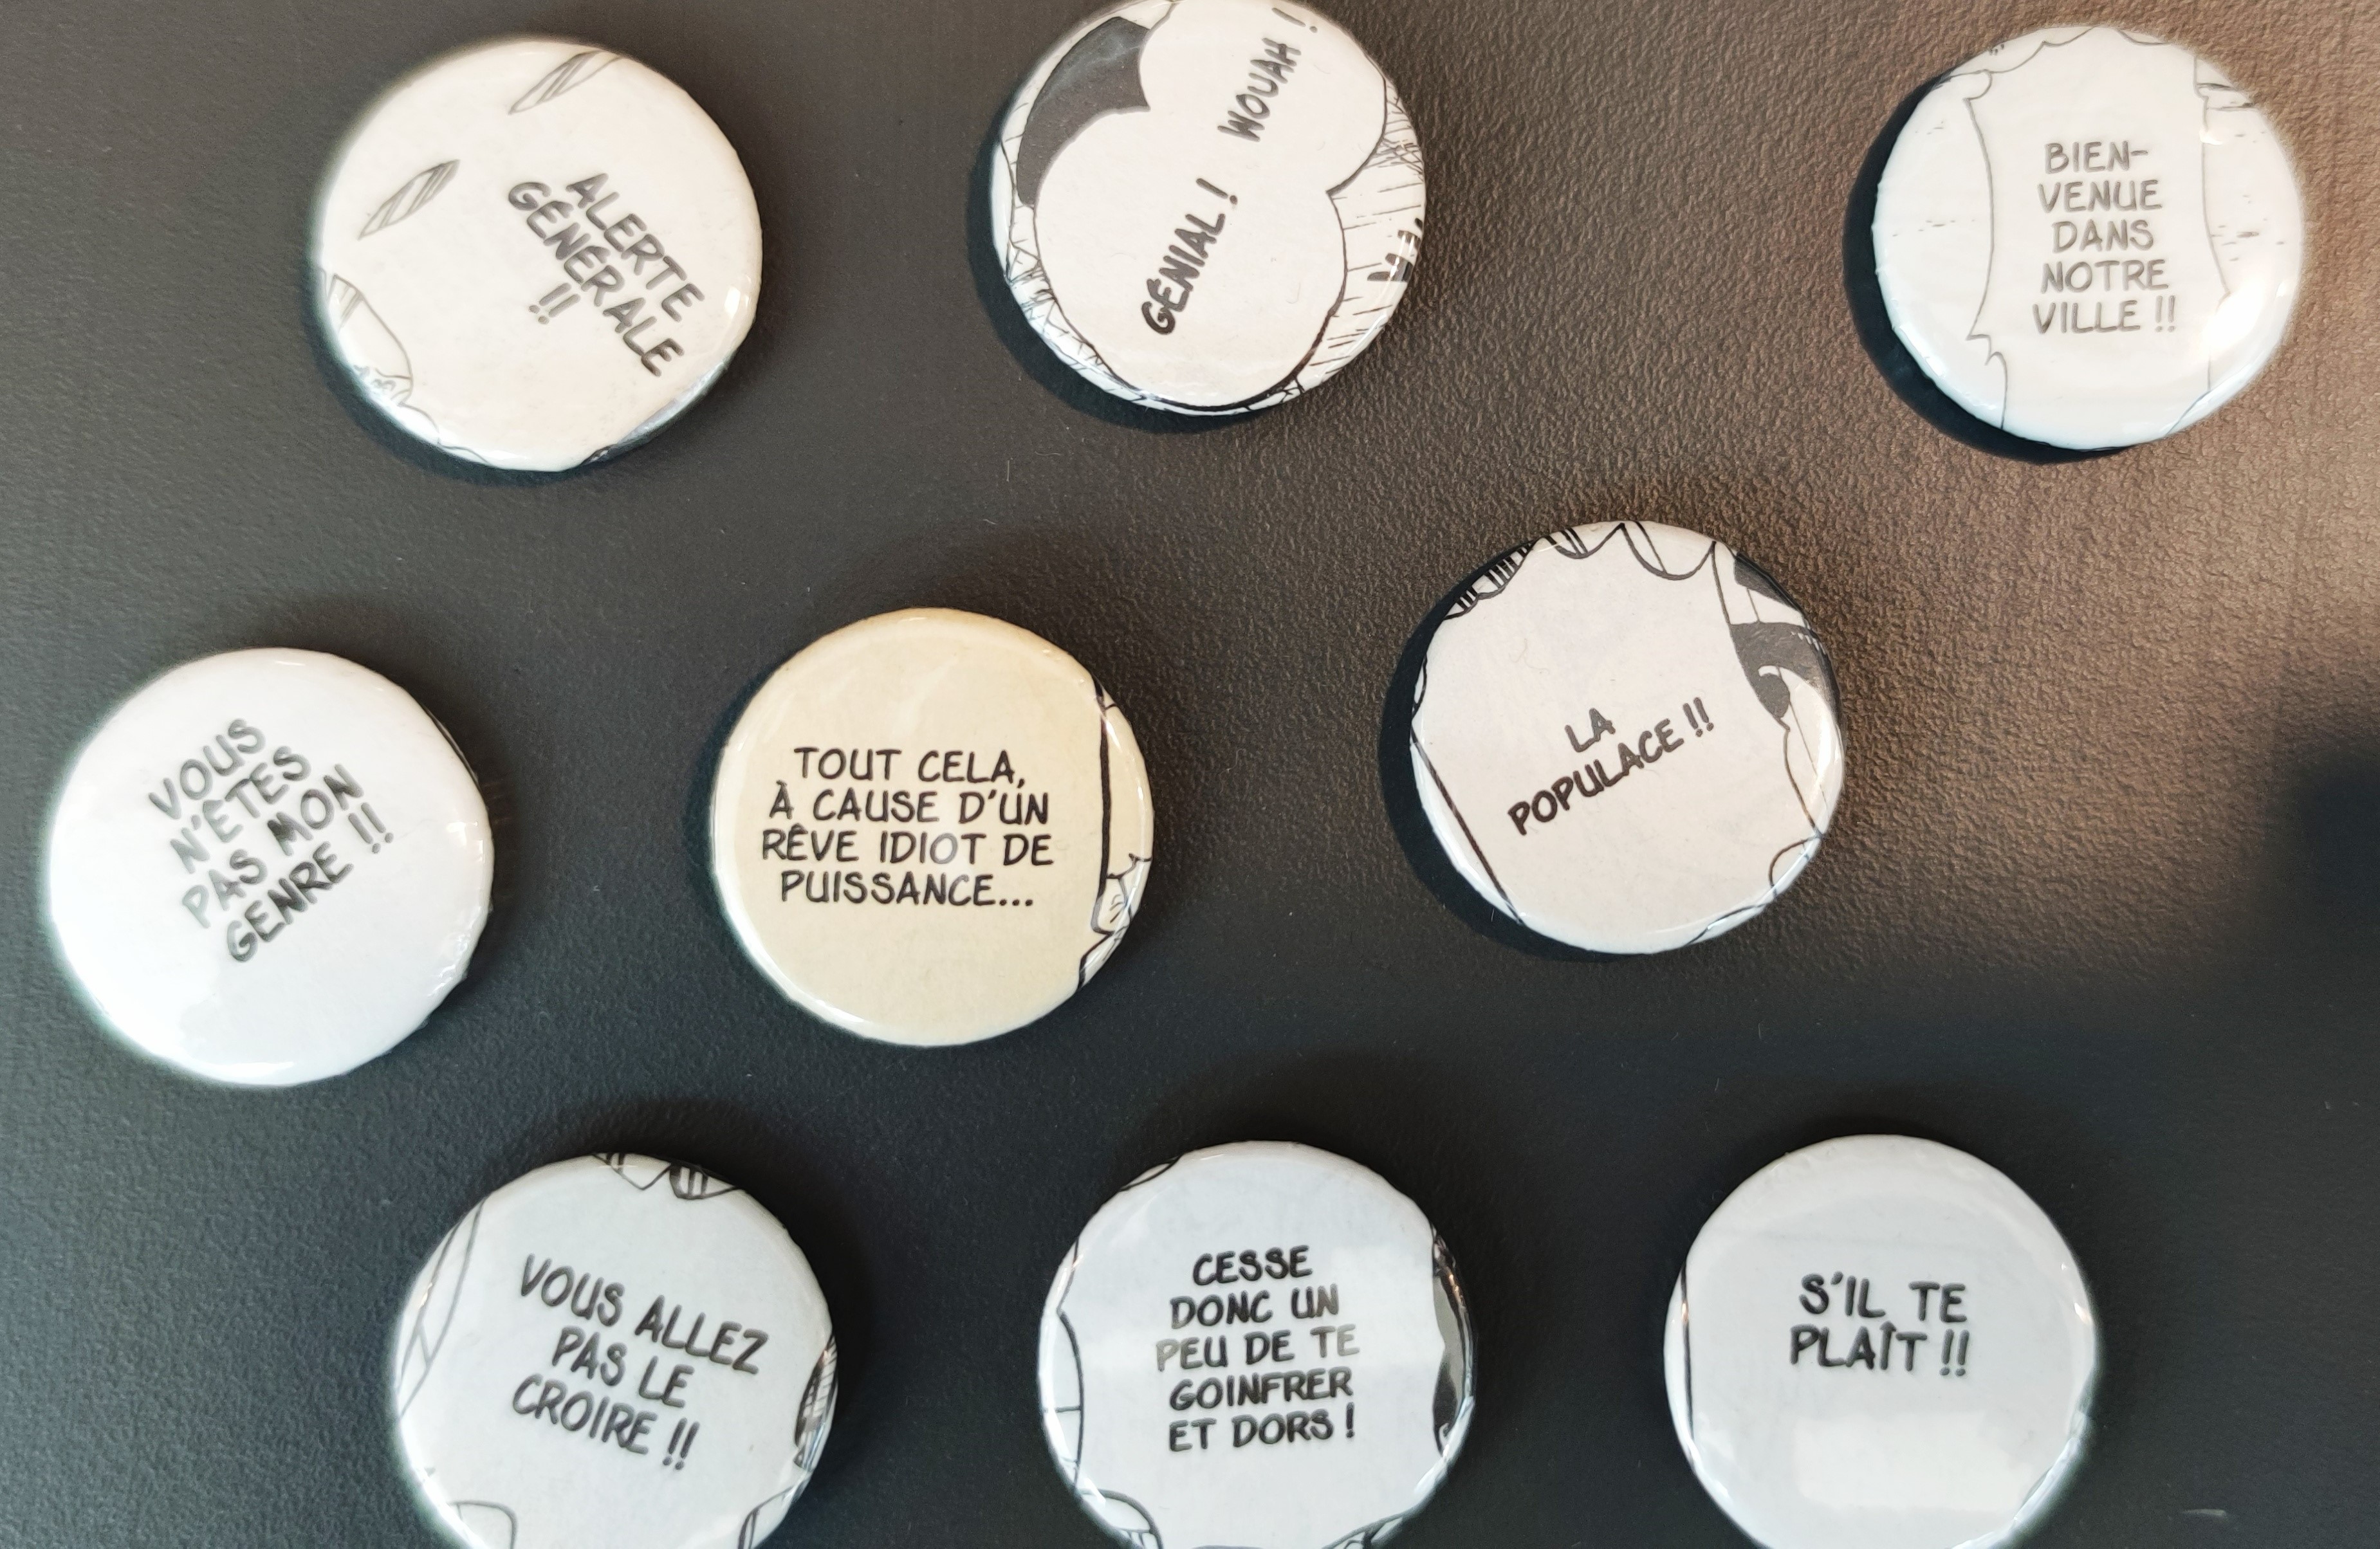 ALERTE
GÉNÉRALE
!!
GÉNIAL ! WOUAH !
BIEN-
VENUE
DANS
NOTRE
VILLE !!
VOUS
N'ÊTES
PAS MON
GENRE !!
TOUT CELA,
À CAUSE D'UN
RÊVE IDIOT DE
PUISSANCE...
LA
POPULACE !!
VOUS ALLEZ
PAS LE
CROIRE !!
CESSE
DONC UN
PEU DE TE
GOINFRER
ET DORS !
S'IL TE
PLAÎT !!